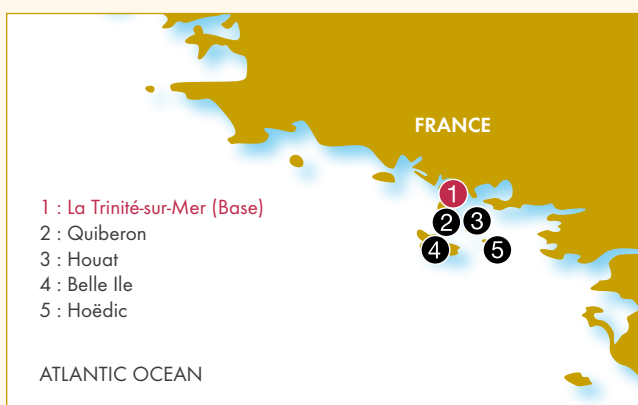 FRANCE
1
2
3
4
5
1 : La Trinité-sur-Mer (Base)
2 : Quiberon
3 : Houat
4 : Belle Ile
5 : Hoëdic
ATLANTIC OCEAN